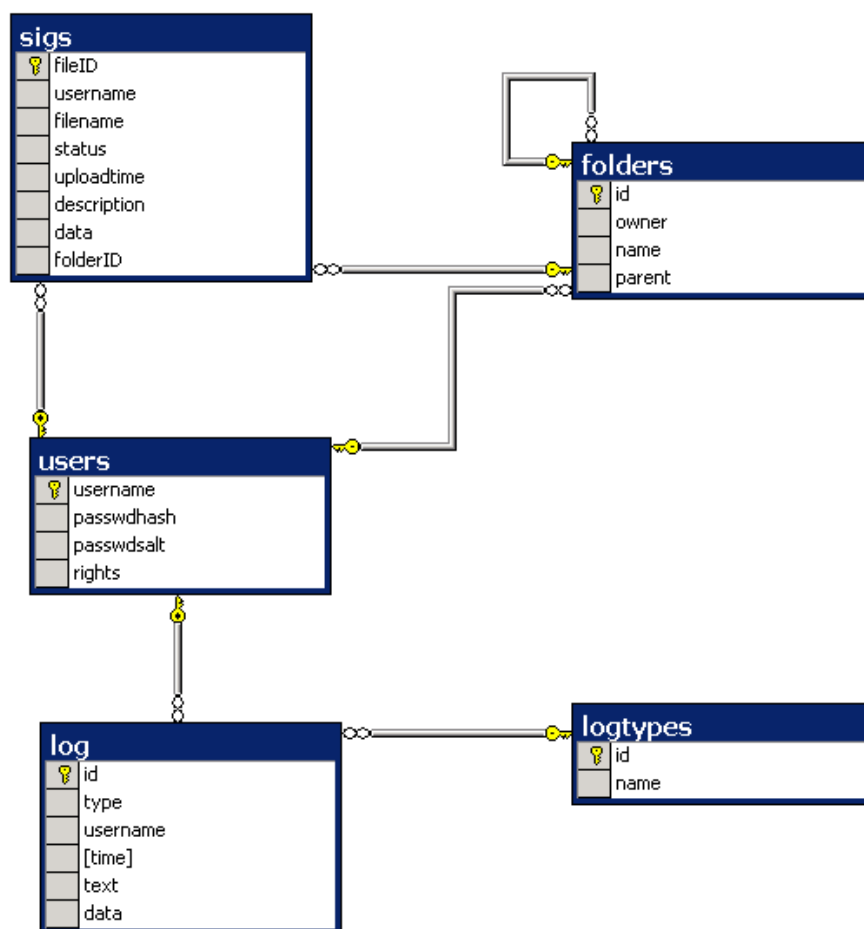 sigs
fileID
username
filename
status
uploadtime
description
data
folderID
folders
id
owner
name
parent
users
username
passwdhash
passwdsalt
rights
log
id
type
username
[time]
text
data
logtypes
id
name